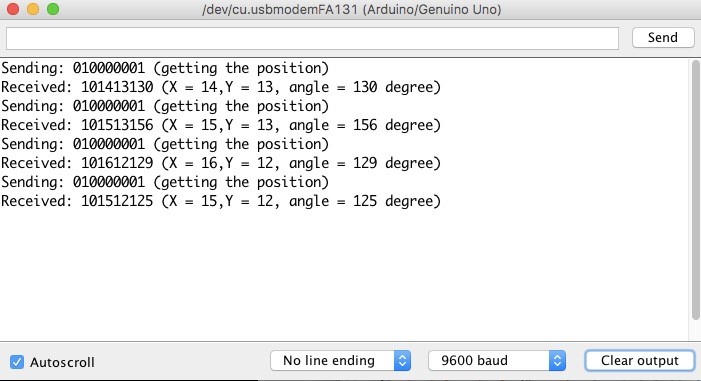 /dev/cu.usbmodemFA131 (Arduino/Genuino Uno)
Send
Sending: 010000001 (getting the position)
Received: 101413130 (X = 14,Y = 13, angle = 130 degree)
Sending: 010000001 (getting the position)
Received: 101513156 (X = 15,Y = 13, angle = 156 degree)
Sending: 010000001 (getting the position)
Received: 101612129 (X = 16,Y = 12, angle = 129 degree)
Sending: 010000001 (getting the position)
Received: 101512125 (X = 15,Y = 12, angle = 125 degree)
Autoscroll No line ending 9600 baud Clear output